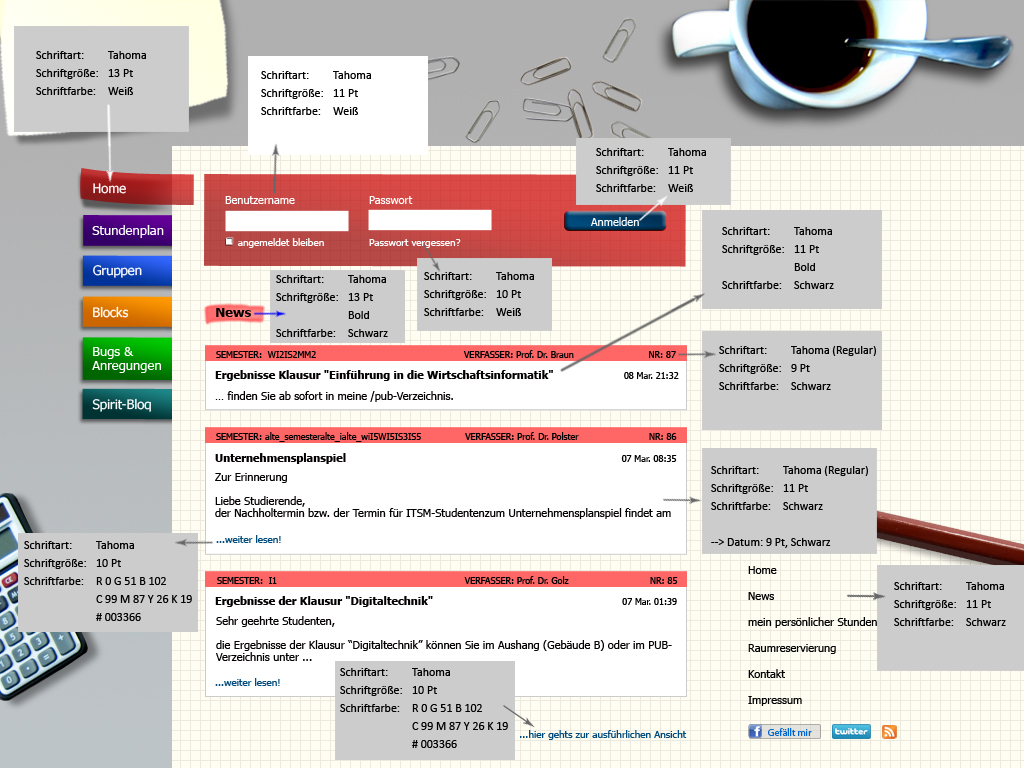 Schriftart: Tahoma
Schriftgröße: 13 Pt
Schriftfarbe: Weiß
Schriftart: Tahoma
Schriftgröße: 11 Pt
Schriftfarbe: Weiß
Schriftart: Tahoma
Schriftgröße: 11 Pt
Schriftfarbe: Weiß
Home
Stundenplan
Gruppen
Blocks
Bugs &
Anregungen
Spirit-Blog
Benutzername
Passwort
Anmelden
angemeldet bleiben
Passwort vergessen?
Schriftart: Tahoma
Schriftgröße: 11 Pt
Bold
Schriftfarbe: Schwarz
Schriftart: Tahoma
Schriftgröße: 10 Pt
Schriftfarbe: Weiß
News
Schriftart: Tahoma
Schriftgröße: 13 Pt
Bold
Schriftfarbe: Schwarz
SEMESTER: WI2IS2MM2 VERFASSER: Prof. Dr. Braun NR: 87
Ergebnisse Klausur "Einführung in die Wirtschaftsinformatik" 08 Mar. 21:32
... finden Sie ab sofort in meine /pub-Verzeichnis.
Schriftart: Tahoma (Regular)
Schriftgröße: 9 Pt
Schriftfarbe: Schwarz
SEMESTER: alte_semesteralte_ialte_wiI5WI5IS3IS5 VERFASSER: Prof. Dr. Polster NR: 86
Unternehmensplanspiel 07 Mar. 08:35
Zur Erinnerung
Liebe Studierende,
der Nachholtermin bzw. der Termin für ITSM-Studentenzum Unternehmensplanspiel findet am
...weiter lesen!
Schriftart: Tahoma (Regular)
Schriftgröße: 11 Pt
Schriftfarbe: Schwarz
--> Datum: 9 Pt, Schwarz
Schriftart: Tahoma
Schriftgröße: 10 Pt
Schriftfarbe: R 0 G 51 B 102
C 99 M 87 Y 26 K 19
# 003366
SEMESTER: I1 VERFASSER: Prof. Dr. Golz NR: 85
Ergebnisse der Klausur "Digitaltechnik" 07 Mar. 01:39
Sehr geehrte Studenten,
die Ergebnisse der Klausur “Digitaltechnik” können Sie im Aushang (Gebäude B) oder im PUB-
Verzeichnis unter ...
...weiter lesen!
Schriftart: Tahoma
Schriftgröße: 10 Pt
Schriftfarbe: R 0 G 51 B 102
C 99 M 87 Y 26 K 19
# 003366
...hier gehts zur ausführlichen Ansicht
Home
News
mein persönlicher Stunden
Raumreservierung
Kontakt
Impressum
Schriftart: Tahoma
Schriftgröße: 11 Pt
Schriftfarbe: Schwarz
f Gefällt mir
twitter